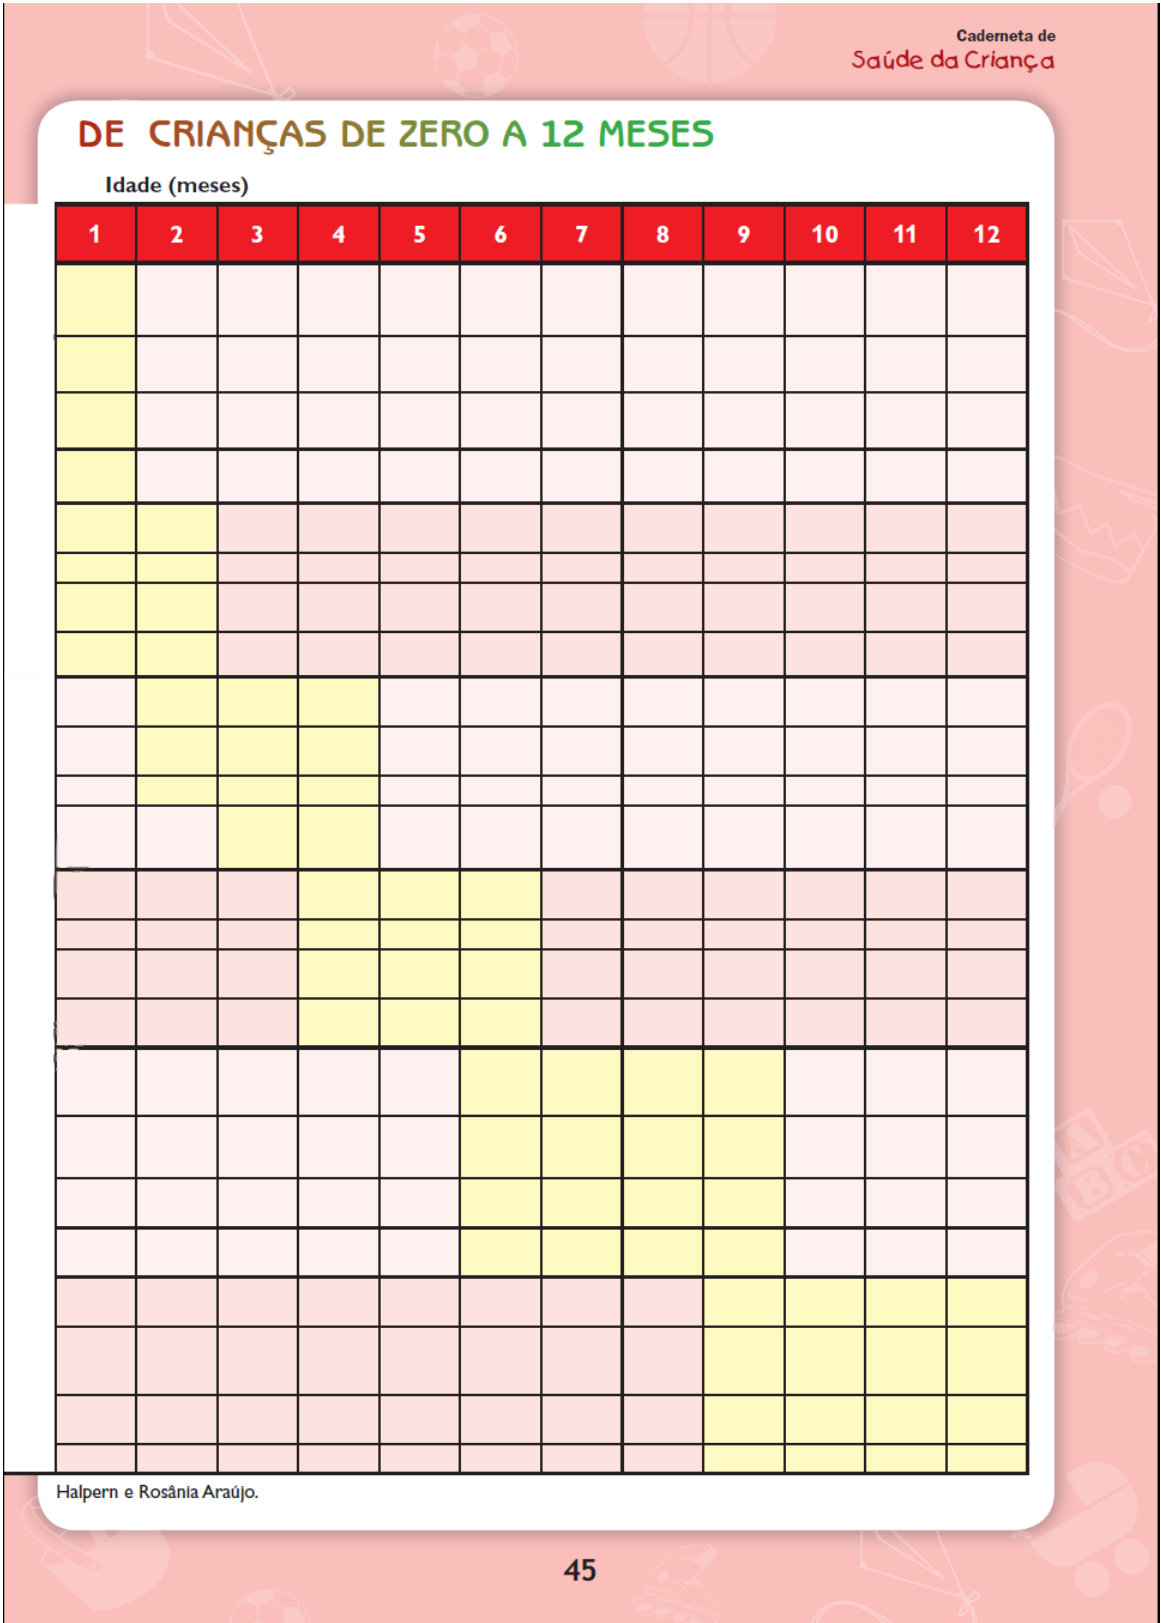 Caderneta de
Saúde da Criança
DE CRIANÇAS DE ZERO A 12 MESES
Idade (meses)
1 2 3 4 5 6 7 8 9 10 11 12
Halpern e Rosânia Araújo.
45
A
B
C